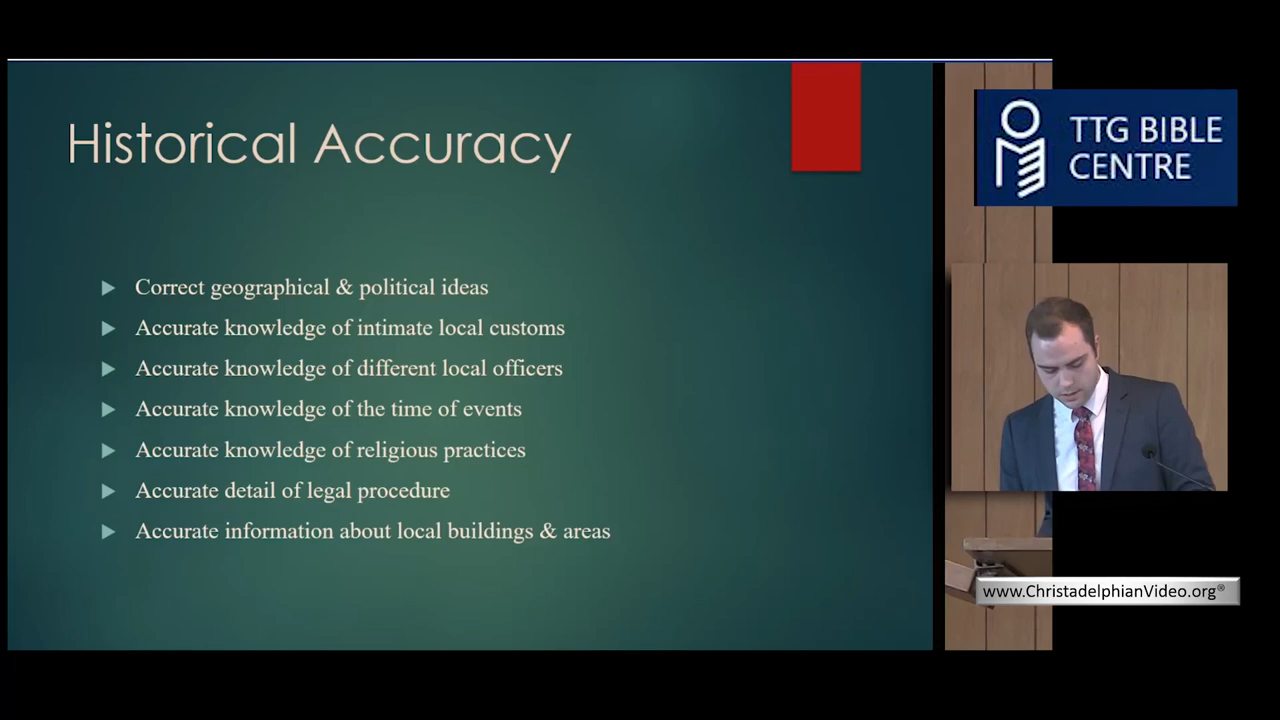 Historical Accuracy
Correct geographical & political ideas
Accurate knowledge of intimate local customs
Accurate knowledge of different local officers
Accurate knowledge of the time of events
Accurate knowledge of religious practices
Accurate detail of legal procedure
Accurate information about local buildings & areas
TTG BIBLE
CENTRE
www.ChristadelphianVideo.org®